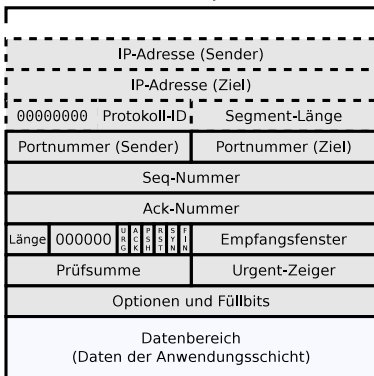 IP-Adresse (Sender)
IP-Adresse (Ziel)
00000000 Protokoll-ID Segment-Länge
Portnummer (Sender) Portnummer (Ziel)
Seq-Nummer
Ack-Nummer
Länge 000000 URG ACK PSH RST SYN FIN Empfangsfenster
Prüfsumme Urgent-Zeiger
Optionen und Füllbits
Datenbereich
(Daten der Anwendungsschicht)